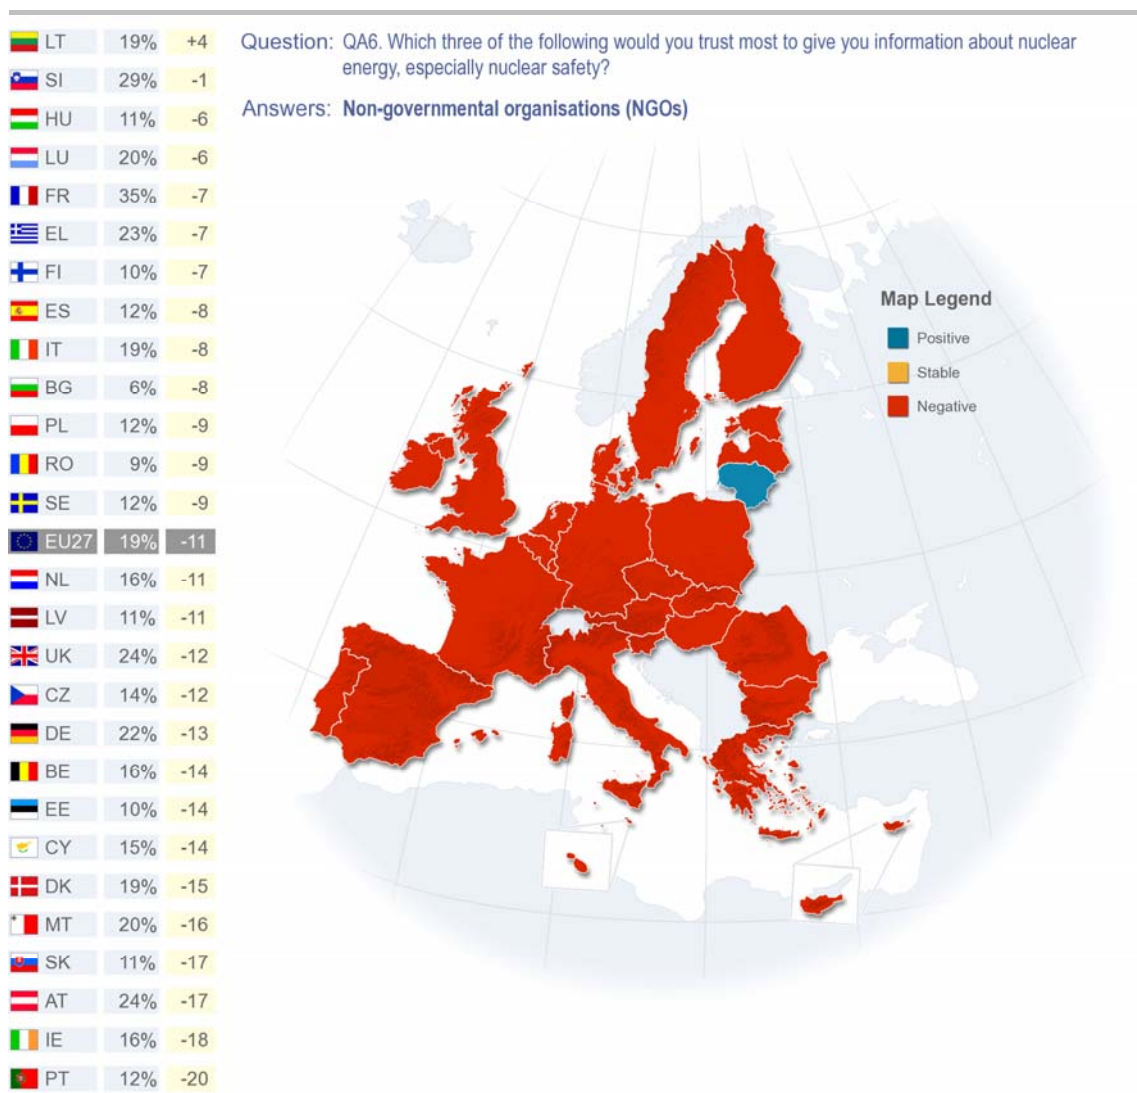 LT 19% +4
SI 29% -1
HU 11% -6
LU 20% -6
FR 35% -7
EL 23% -7
FI 10% -7
ES 12% -8
IT 19% -8
BG 6% -8
PL 12% -9
RO 9% -9
SE 12% -9
EU27 19% -11
NL 16% -11
LV 11% -11
UK 24% -12
CZ 14% -12
DE 22% -13
BE 16% -14
EE 10% -14
CY 15% -14
DK 19% -15
MT 20% -16
SK 11% -17
AT 24% -17
IE 16% -18
PT 12% -20
Question: QA6. Which three of the following would you trust most to give you information about nuclear
energy, especially nuclear safety?
Answers: Non-governmental organisations (NGOs)
Map Legend
Positive
Stable
Negative